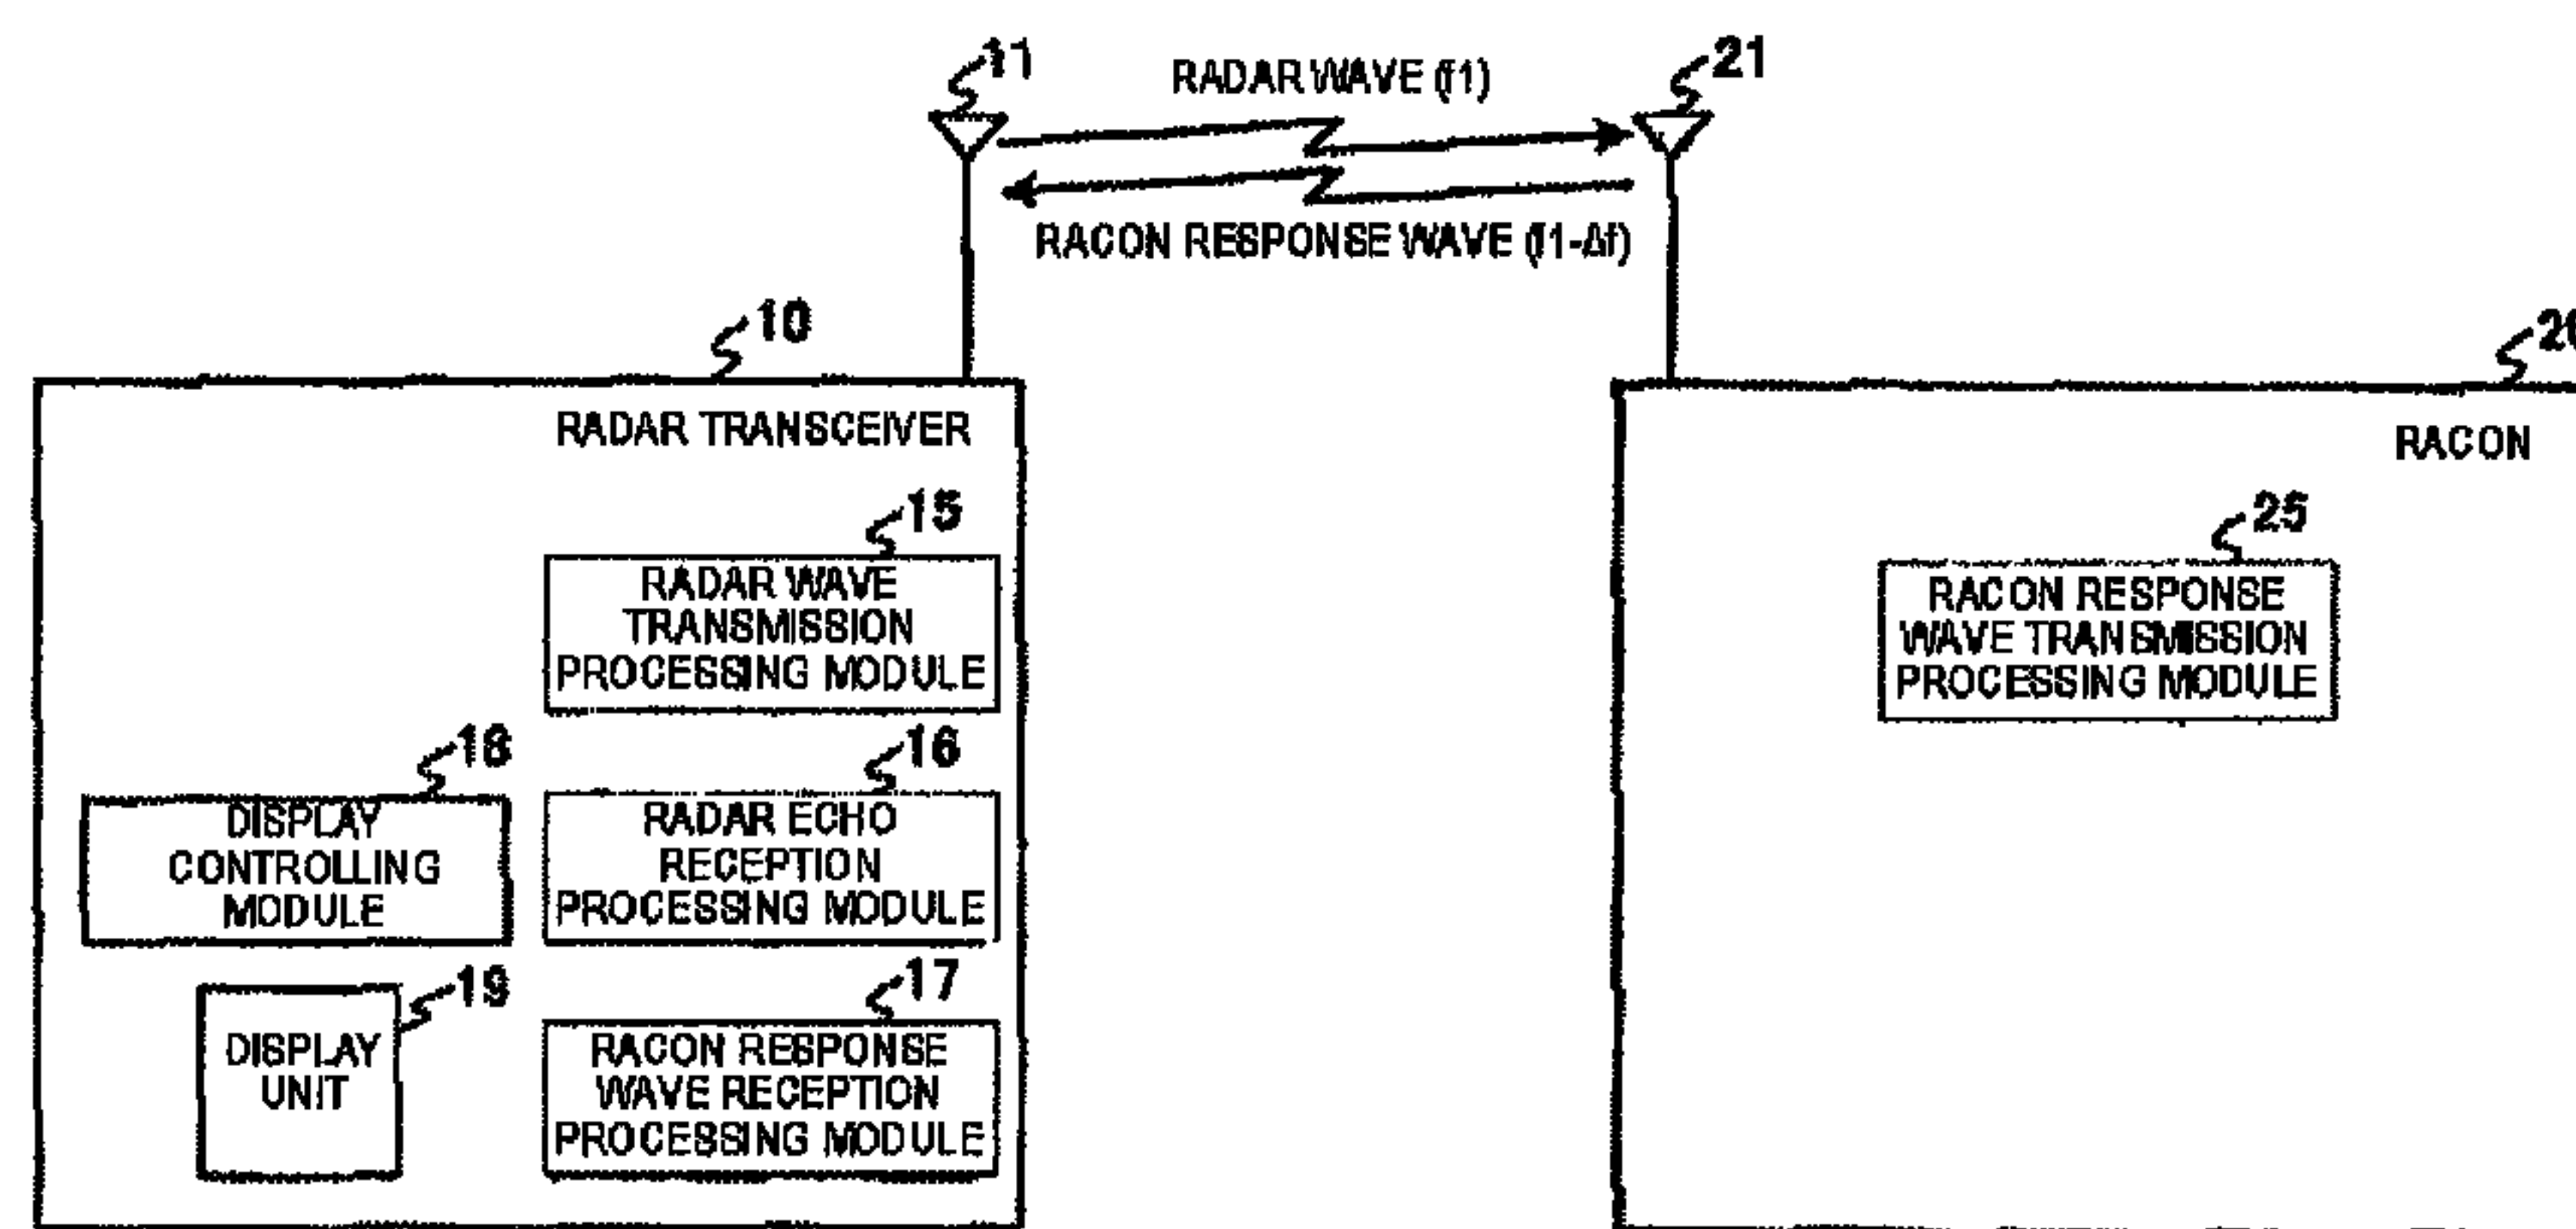 11
RADAR WAVE (f1)
21
RACON RESPONSE WAVE (f1-Δf)
10
RADAR TRANSCEIVER
RACON
15
RADAR WAVE
TRANSMISSION
PROCESSING MODULE
25
RACON RESPONSE
WAVE TRANSMISSION
PROCESSING MODULE
18
DISPLAY
CONTROLLING
MODULE
16
RADAR ECHO
RECEPTION
PROCESSING MODULE
19
DISPLAY
UNIT
17
RACON RESPONSE
WAVE RECEPTION
PROCESSING MODULE